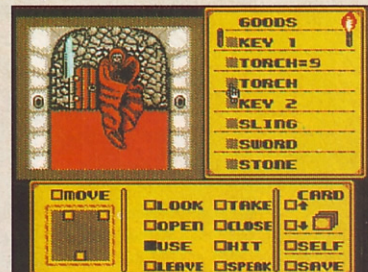 GOODS
KEY 1
TORCH=9
TORCH
KEY 2
SLING
SWORD
STONE
MOVE
LOOK TAKE
OPEN CLOSE
USE HIT
LEAVE SPEAK
CARD
SELF
SAVE